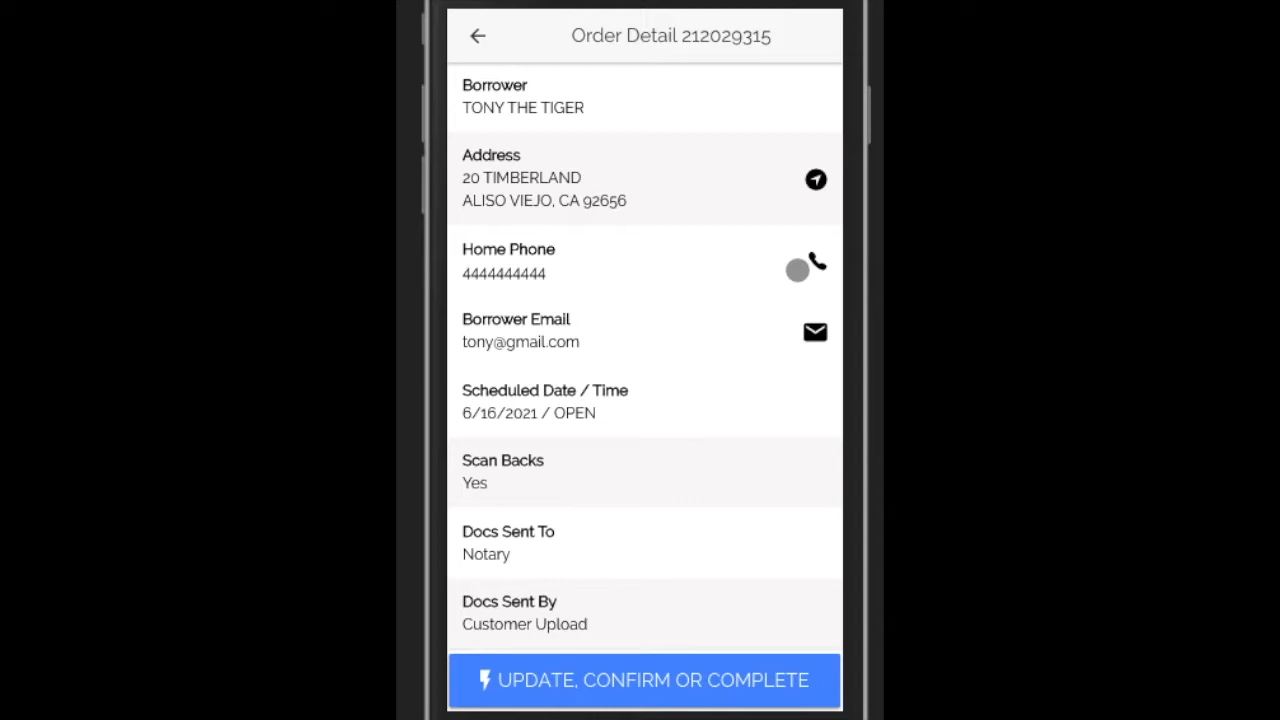 Order Detail 212029315
Borrower
TONY THE TIGER
Address
20 TIMBERLAND
ALISO VIEJO, CA 92656
Home Phone
4444444444
Borrower Email
tony@gmail.com
Scheduled Date / Time
6/16/2021 / OPEN
Scan Backs
Yes
Docs Sent To
Notary
Docs Sent By
Customer Upload
UPDATE, CONFIRM OR COMPLETE